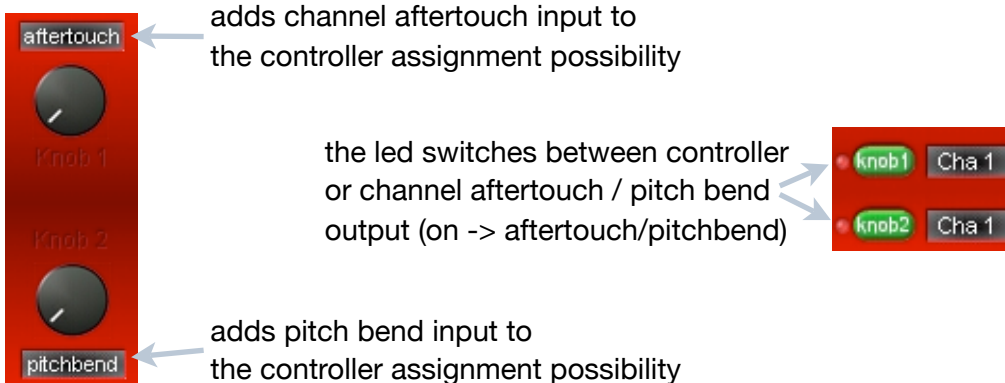 adds channel aftertouch input to
the controller assignment possibility
aftertouch
Knob 1
the led switches between controller
or channel aftertouch / pitch bend
output (on -> aftertouch/pitchbend)
knob1 Cha 1
knob2 Cha 1
Knob 2
adds pitch bend input to
the controller assignment possibility
pitchbend